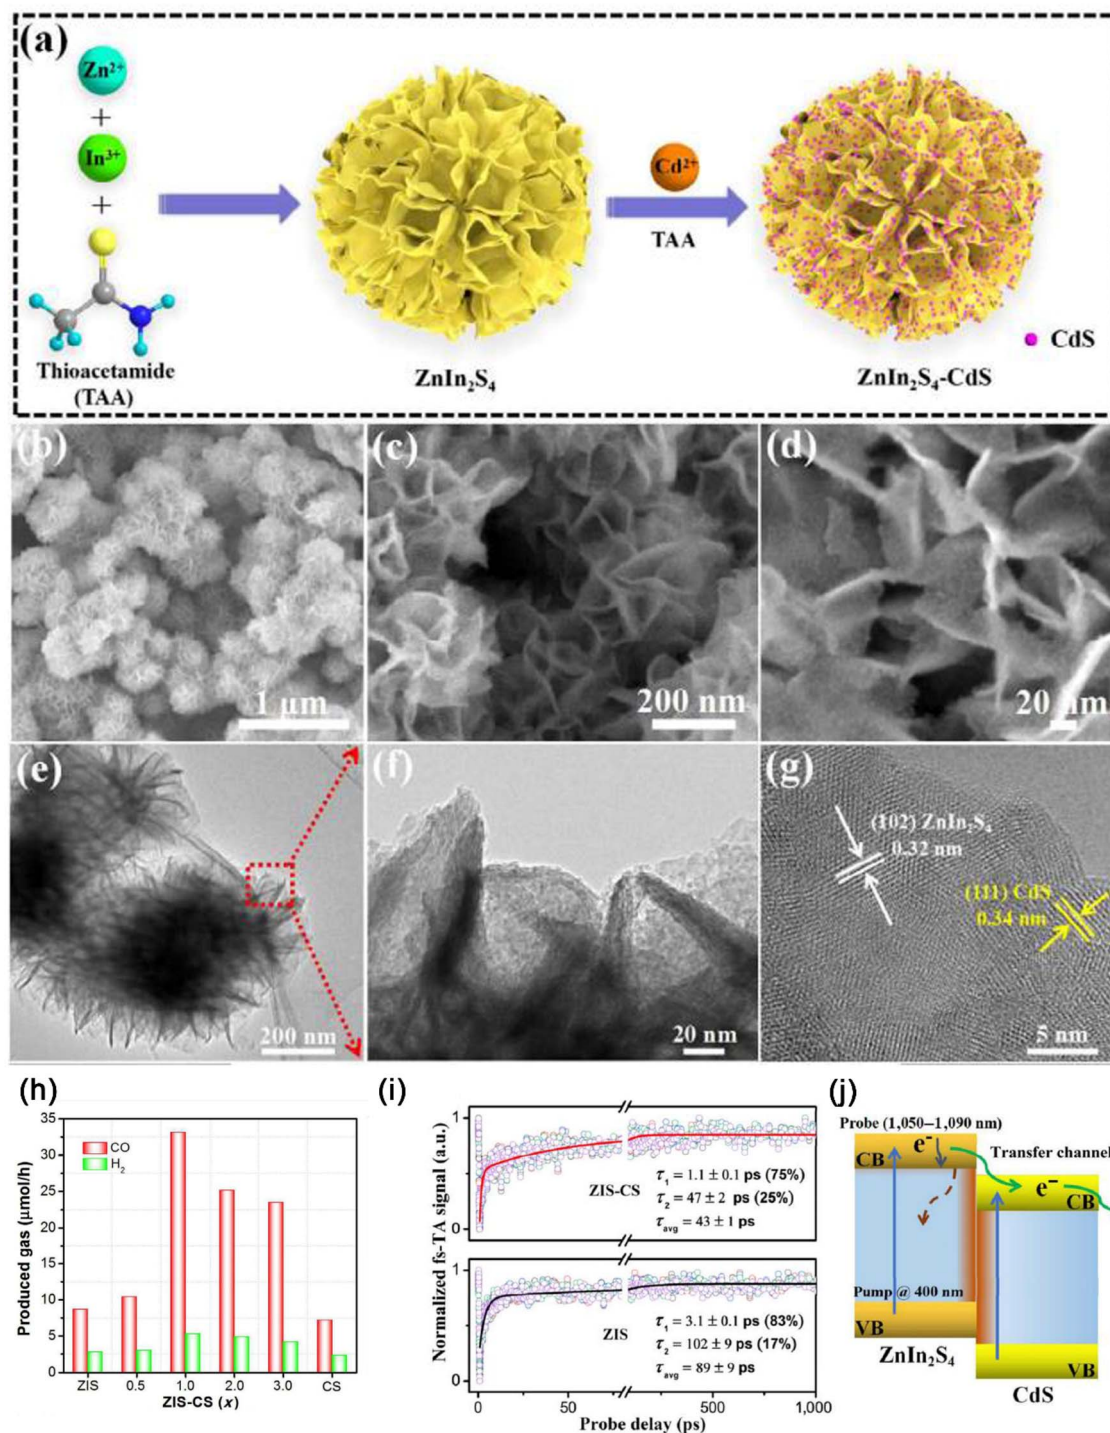 (a)
Zn²⁺
+
In³⁺
+
Thioacetamide
(TAA)
ZnIn₂S₄
Cd²⁺
TAA
CdS
ZnIn₂S₄-CdS
(b)
1 µm
(c)
200 nm
(d)
20 nm
(e)
200 nm
(f)
20 nm
(g)
(102) ZnIn₂S₄
0.32 nm
(111) CdS
0.34 nm
5 nm
(h)
Produced gas (µmol/h)
35
30
25
20
15
10
5
0
CO
H₂
ZIS
0.5
1.0
2.0
3.0
CS
ZIS-CS (x)
(i)
Normalized fs-TA signal (a.u.)
1
0
ZIS-CS
τ₁ = 1.1 ± 0.1 ps (75%)
τ₂ = 47 ± 2 ps (25%)
τavg = 43 ± 1 ps
1
0
ZIS
τ₁ = 3.1 ± 0.1 ps (83%)
τ₂ = 102 ± 9 ps (17%)
τavg = 89 ± 9 ps
0
50
500
1,000
Probe delay (ps)
(j)
Probe (1,050–1,090 nm)
e⁻
CB
Transfer channel
e⁻
CB
Pump @ 400 nm
VB
ZnIn₂S₄
VB
CdS